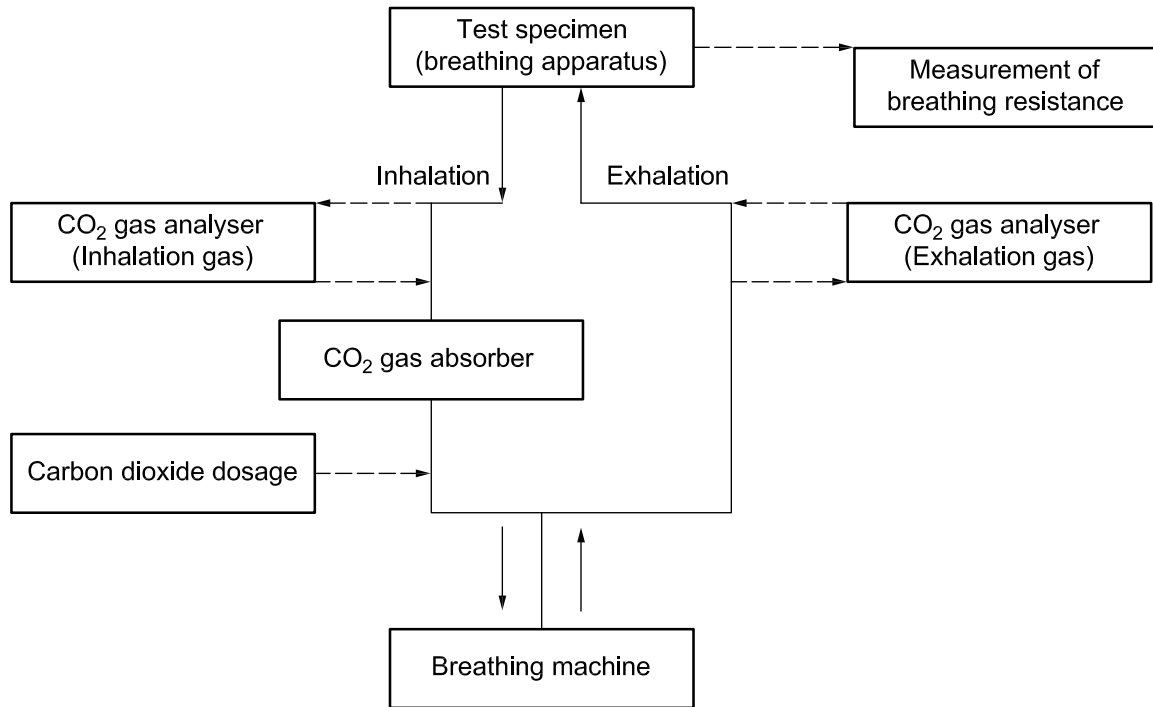 Test specimen
(breathing apparatus)
Measurement of
breathing resistance
Inhalation
Exhalation
CO₂ gas analyser
(Inhalation gas)
CO₂ gas analyser
(Exhalation gas)
CO₂ gas absorber
Carbon dioxide dosage
Breathing machine